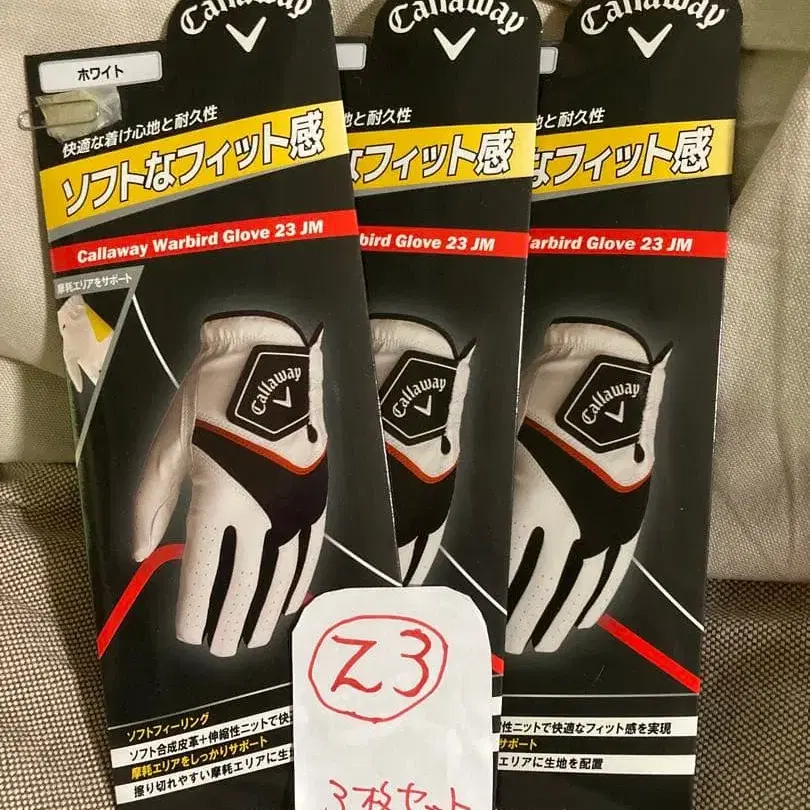 Callaway
ホワイト
快適な着け心地と耐久性
ソフトなフィット感
Callaway Warbird Glove 23 JM
摩耗エリアをサポート
Callaway
ソフトフィーリング
ソフト合成皮革+伸縮性ニットで快
摩耗エリアをしっかりサポート
擦り切れやすい摩耗エリアに生地
Callaway
地と耐久性
なフィット感
bird Glove 23 JM
Callaway
Callaway
地と耐久性
なフィット感
arbird Glove 23 JM
Callaway
性ニットで快適なフィット感を実現
サポート
エリアに生地を配置
Z3
3枚セット